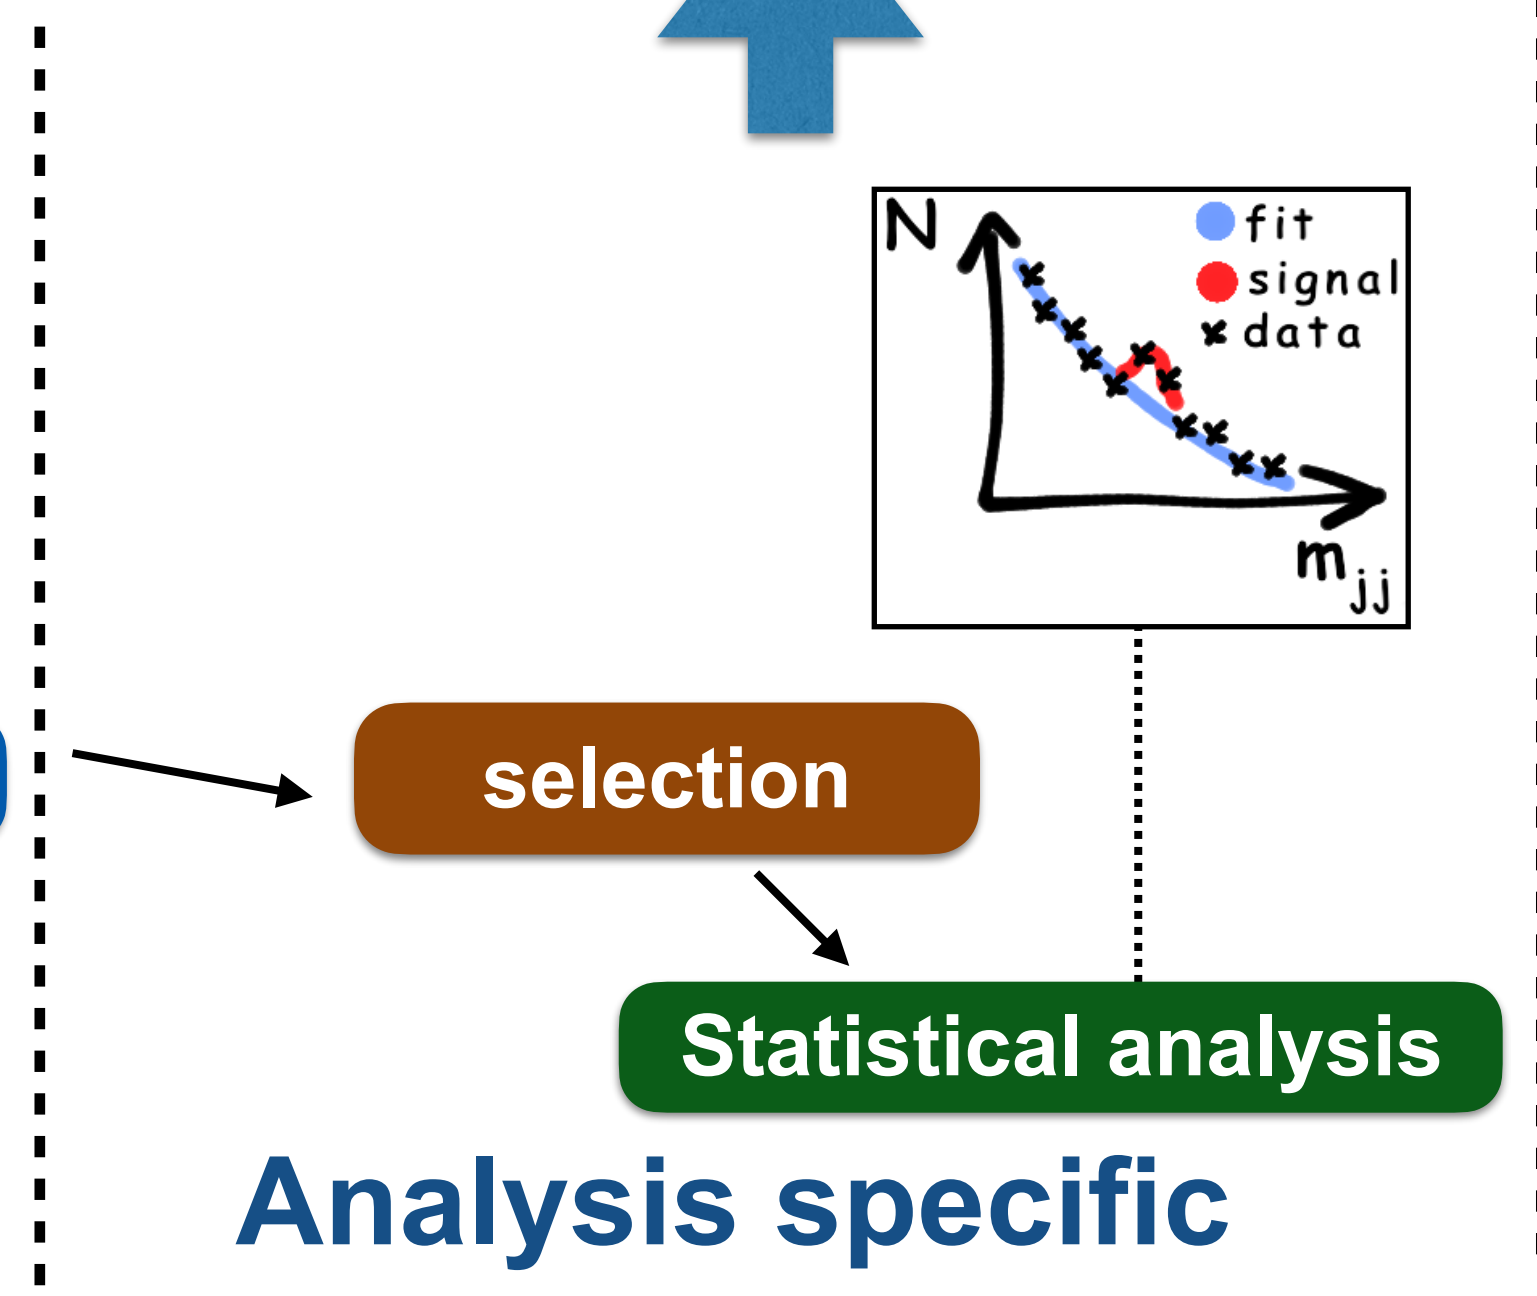 N
fit
signal
data
m jj
selection
Statistical analysis
Analysis specific